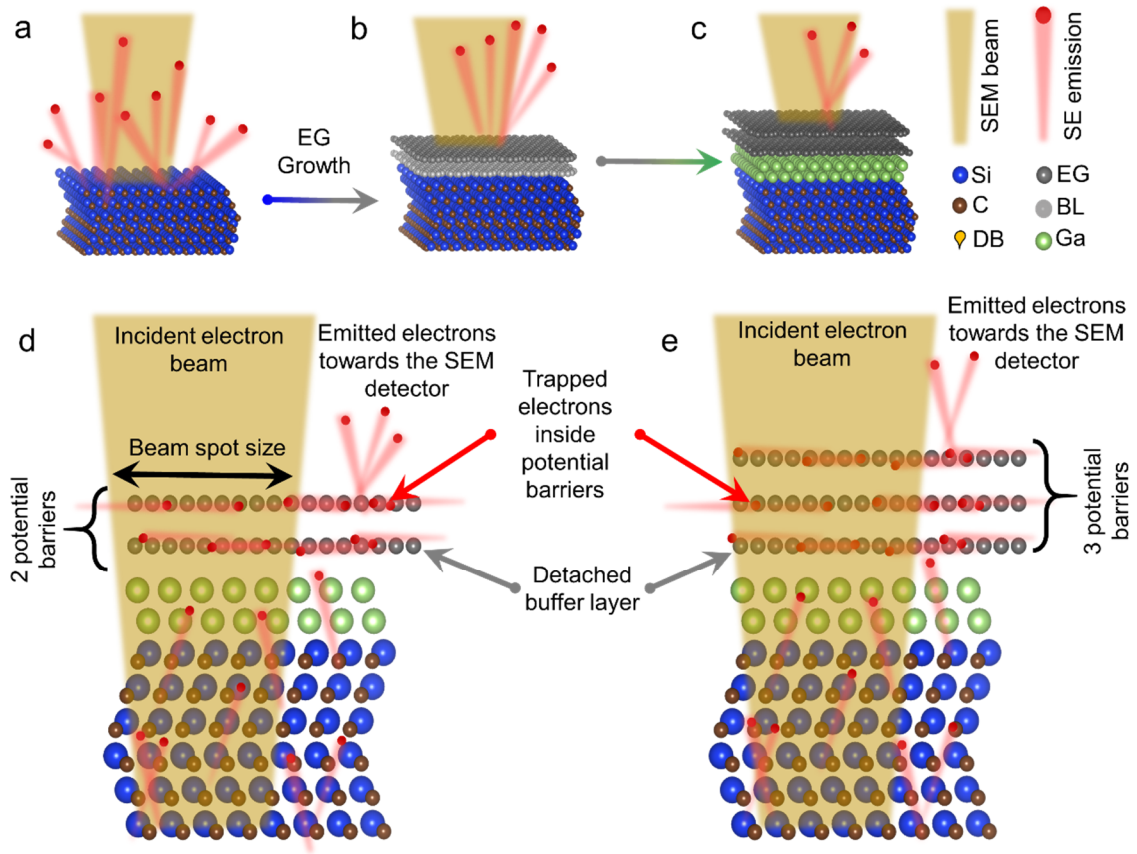 a
b
c
EG
Growth
SEM beam
SE emission
Si
EG
C
BL
DB
Ga
d
Incident electron
beam
Emitted electrons
towards the SEM
detector
Beam spot size
2 potential
barriers
Trapped
electrons
inside
potential
barriers
Detached
buffer layer
e
Incident electron
beam
Emitted electrons
towards the SEM
detector
3 potential
barriers